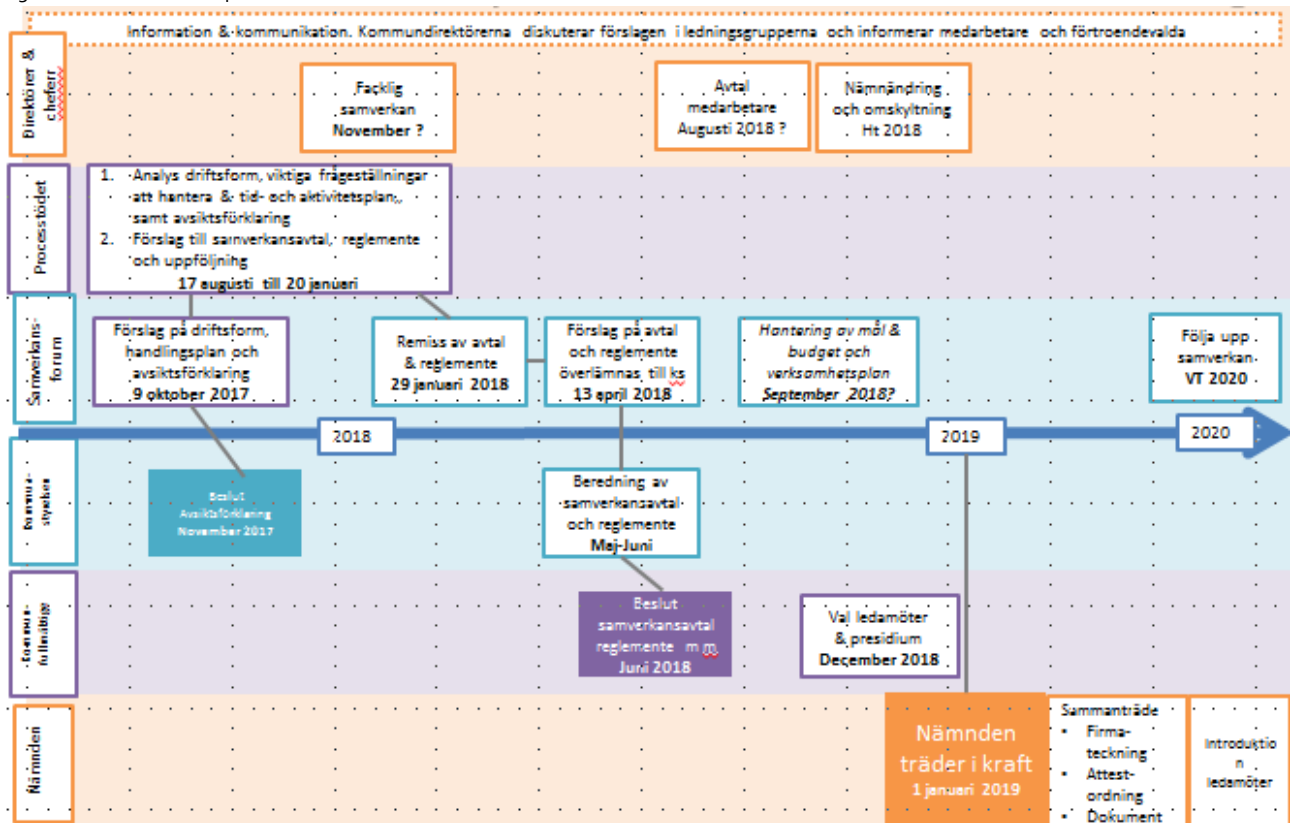 Information & kommunikation. Kommundirektörerna diskuterar förslagen i ledningsgrupperna och informerar medarbetare och förtroendevalda
Direktörer &
cheferr
Facklig
samverkan
November ?
Avtal
medarbetare
Augusti 2018 ?
Nämnändring
och omskyltning
Ht 2018
Processtödet
1. Analys driftsform, viktiga frågeställningar
att hantera & tid- och aktivitetsplan,,
samt avsiktsförklaring
2. Förslag till samverkansavtal, reglemente
och uppföljning
17 augusti till 20 januari
Samverkans-
forum
Förslag på driftsform,
handlingsplan och
avsiktsförklaring
9 oktober 2017
Remiss av avtal
& reglemente
29 januari 2018
Förslag på avtal
och reglemente
överlämnas till ks
13 april 2018
Hantering av mål &
budget och
verksamhetsplan
September 2018?
Följa upp
samverkan
VT 2020
2018
2019
2020
Kommun-
styrelsen
Beslut
Avsiktsförklaring
November 2017
Beredning av
samverkansavtal
och reglemente
Maj-Juni
Kommun-
fullmäktige
Beslut
samverkansavtal
reglemente m m
Juni 2018
Val ledamöter
& presidium
December 2018
Nämnden
Nämnden
träder i kraft
1 januari 2019
Sammanträde
• Firma-
teckning
• Attest-
ordning
• Dokument
Introduktio
n
ledamöter